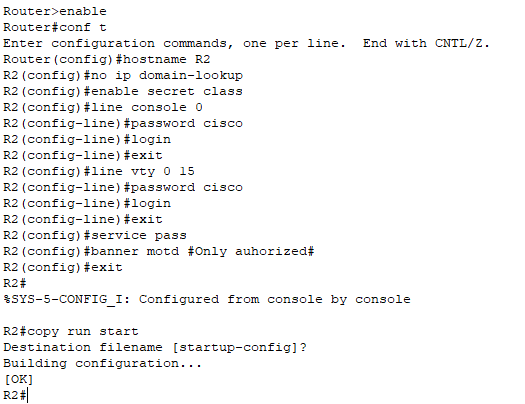 Router>enable
Router#conf t
Enter configuration commands, one per line.  End with CNTL/Z.
Router(config)#hostname R2
R2(config)#no ip domain-lookup
R2(config)#enable secret class
R2(config)#line console 0
R2(config-line)#password cisco
R2(config-line)#login
R2(config-line)#exit
R2(config)#line vty 0 15
R2(config-line)#password cisco
R2(config-line)#login
R2(config-line)#exit
R2(config)#service pass
R2(config)#banner motd #Only auhorized#
R2(config)#exit
R2#
%SYS-5-CONFIG_I: Configured from console by console
R2#copy run start
Destination filename [startup-config]?
Building configuration...
[OK]
R2#